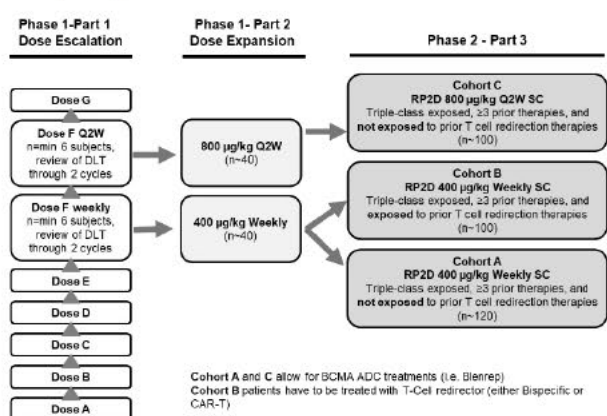 Phase 1-Part 1
Dose Escalation
Phase 1- Part 2
Dose Expansion
Phase 2 - Part 3
Dose G
Dose F Q2W
n=min 6 subjects,
review of DLT
through 2 cycles
Dose F weekly
n=min 6 subjects,
review of DLT
through 2 cycles
Dose E
Dose D
Dose C
Dose B
Dose A
800 µg/kg Q2W
(n~40)
400 µg/kg Weekly
(n~40)
Cohort C
RP2D 800 µg/kg Q2W SC
Triple-class exposed, ≥3 prior therapies, and
not exposed to prior T cell redirection therapies
(n~100)
Cohort B
RP2D 400 µg/kg Weekly SC
Triple-class exposed, ≥3 prior therapies, and
exposed to prior T cell redirection therapies
(n~100)
Cohort A
RP2D 400 µg/kg Weekly SC
Triple-class exposed, ≥3 prior therapies, and
not exposed to prior T cell redirection therapies
(n~120)
Cohort A and C allow for BCMA ADC treatments (i.e. Blenrep)
Cohort B patients have to be treated with T-Cell redirector (either Bispecific or
CAR-T)